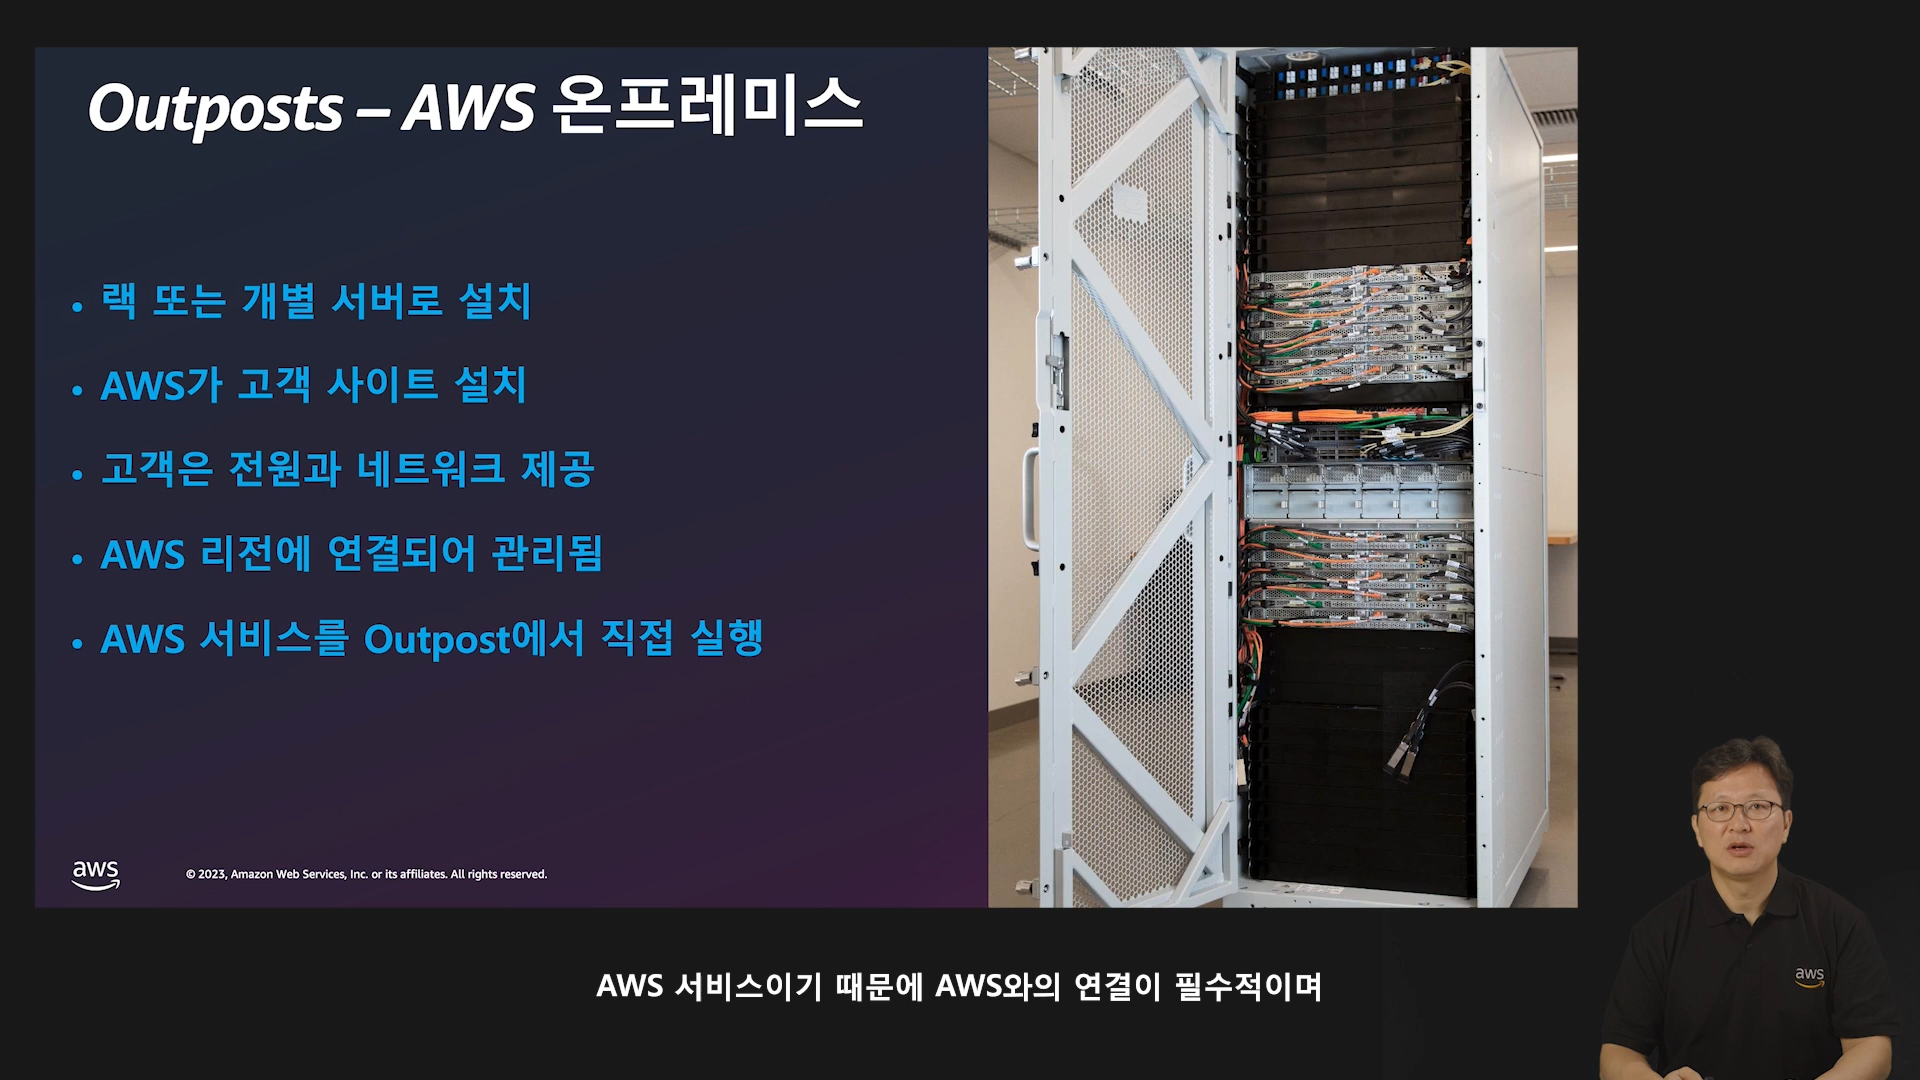 Outposts – AWS 온프레미스
• 랙 또는 개별 서버로 설치
• AWS가 고객 사이트 설치
• 고객은 전원과 네트워크 제공
• AWS 리전에 연결되어 관리됨
• AWS 서비스를 Outpost에서 직접 실행
aws
© 2023, Amazon Web Services, Inc. or its affiliates. All rights reserved.
aws
AWS 서비스이기 때문에 AWS와의 연결이 필수적이며